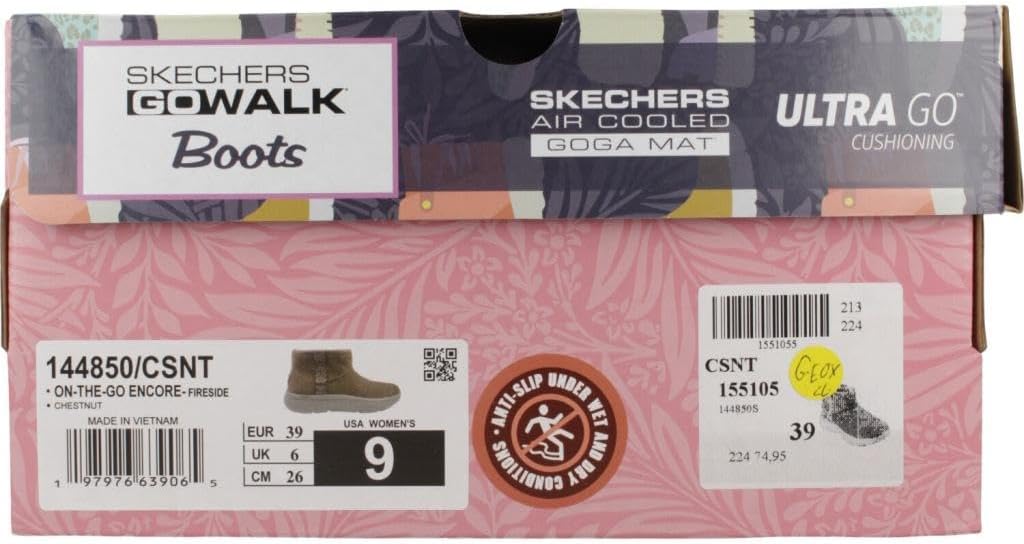 SKECHERS
GOWALK
Boots
SKECHERS
AIR COOLED
GOGA MAT
ULTRA GO™
CUSHIONING
144850/CSNT
• ON-THE-GO ENCORE- FIRESIDE
• CHESTNUT
MADE IN VIETNAM
1 97976 63906 5
EUR 39
UK 6
CM 26
USA WOMEN'S
9
ANTI-SLIP UNDER WET AND DRY CONDITIONS •
213
224
1551055
CSNT
155105
144850S
GEOX
39
224 74,95